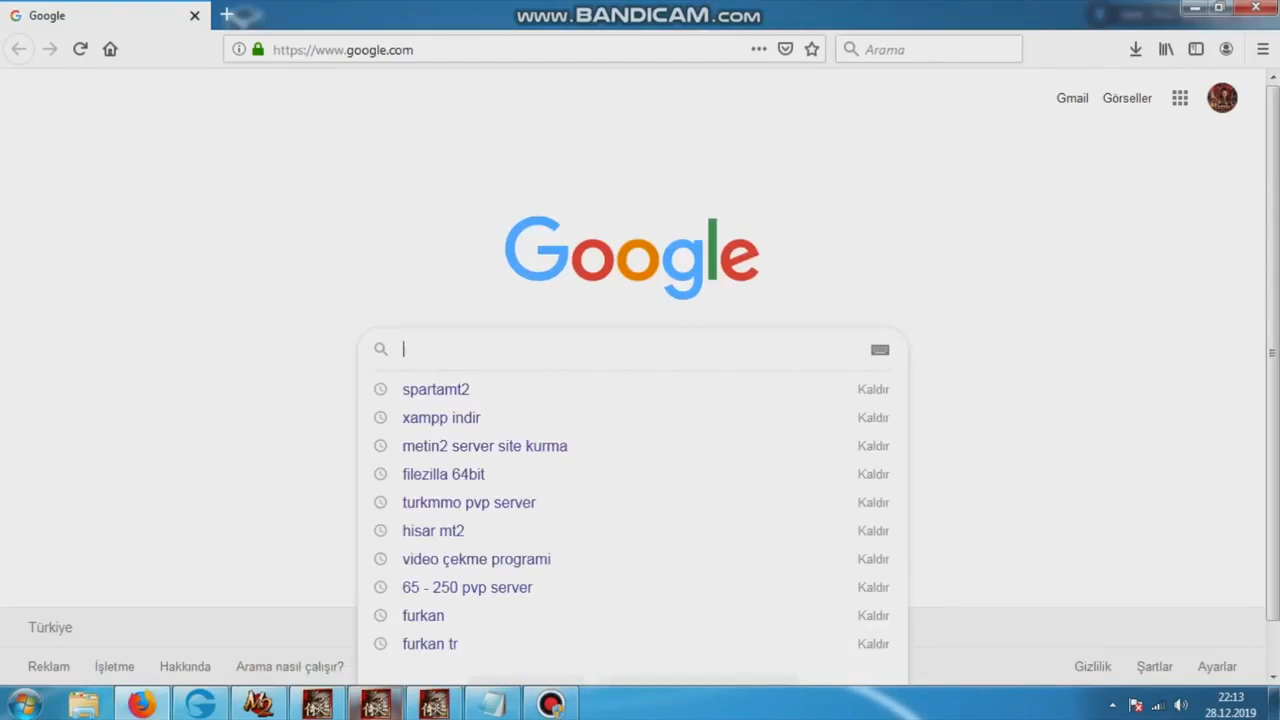 Google
www.BANDICAM.com
https://www.google.com
Arama
Gmail
Görseller
Google
spartamt2 Kaldır
xampp indir Kaldır
metin2 server site kurma Kaldır
filezilla 64bit Kaldır
turkmmo pvp server Kaldır
hisar mt2 Kaldır
video çekme programi Kaldır
65 - 250 pvp server Kaldır
furkan Kaldır
furkan tr Kaldır
Türkiye
Reklam İşletme Hakkında Arama nasıl çalışır? Gizlilik Şartlar Ayarlar
22:13
28.12.2019